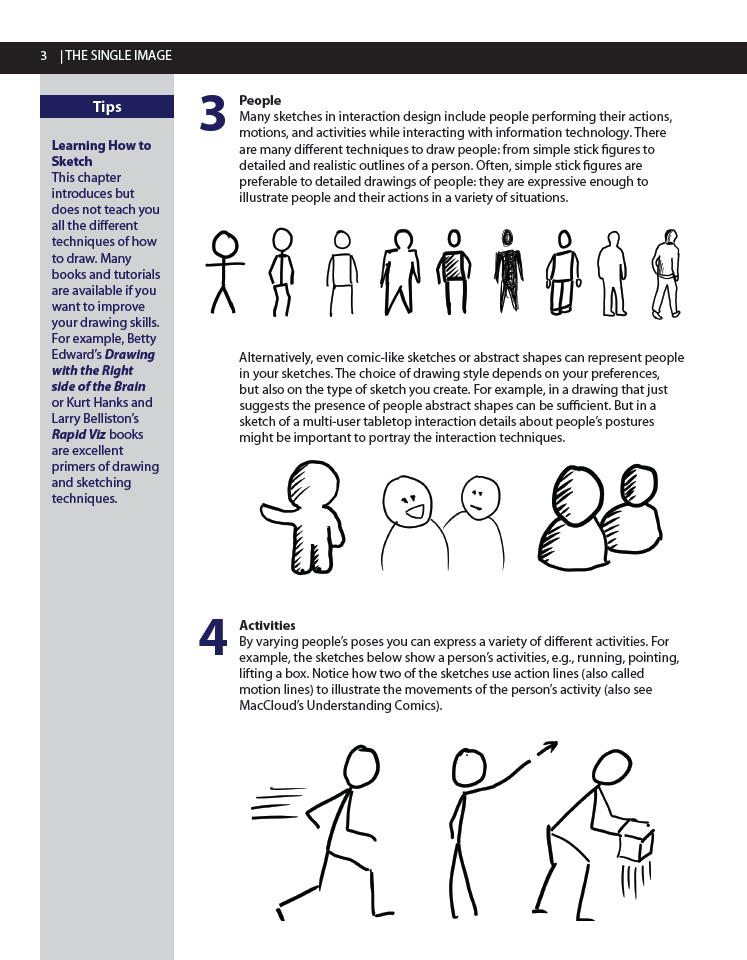 3 | THE SINGLE IMAGE
Tips
Learning How to
Sketch
This chapter
introduces but
does not teach you
all the different
techniques of how
to draw. Many
books and tutorials
are available if you
want to improve
your drawing skills.
For example, Betty
Edward's Drawing
with the Right
side of the Brain
or Kurt Hanks and
Larry Belliston's
Rapid Viz books
are excellent
primers of drawing
and sketching
techniques.
3
People
Many sketches in interaction design include people performing their actions,
motions, and activities while interacting with information technology. There
are many different techniques to draw people: from simple stick figures to
detailed and realistic outlines of a person. Often, simple stick figures are
preferable to detailed drawings of people: they are expressive enough to
illustrate people and their actions in a variety of situations.
Alternatively, even comic-like sketches or abstract shapes can represent people
in your sketches. The choice of drawing style depends on your preferences,
but also on the type of sketch you create. For example, in a drawing that just
suggests the presence of people abstract shapes can be sufficient. But in a
sketch of a multi-user tabletop interaction details about people's postures
might be important to portray the interaction techniques.
4
Activities
By varying people's poses you can express a variety of different activities. For
example, the sketches below show a person's activities, e.g., running, pointing,
lifting a box. Notice how two of the sketches use action lines (also called
motion lines) to illustrate the movements of the person's activity (also see
MacCloud's Understanding Comics).